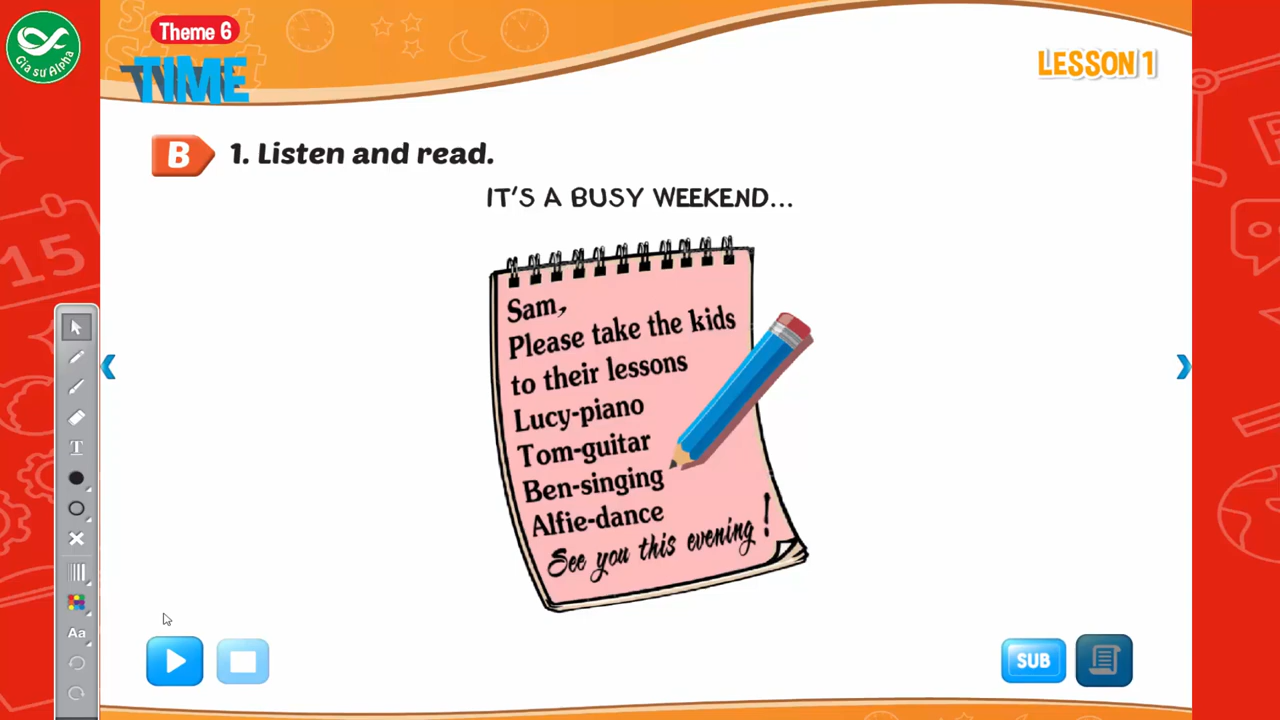 Gia sư Alpha
Theme 6
TIME
LESSON 1
B 1. Listen and read.
IT'S A BUSY WEEKEND...
Sam,
Please take the kids
to their lessons
Lucy-piano
Tom-guitar
Ben-singing
Alfie-dance
See you this evening!
T
Aa
SUB
15